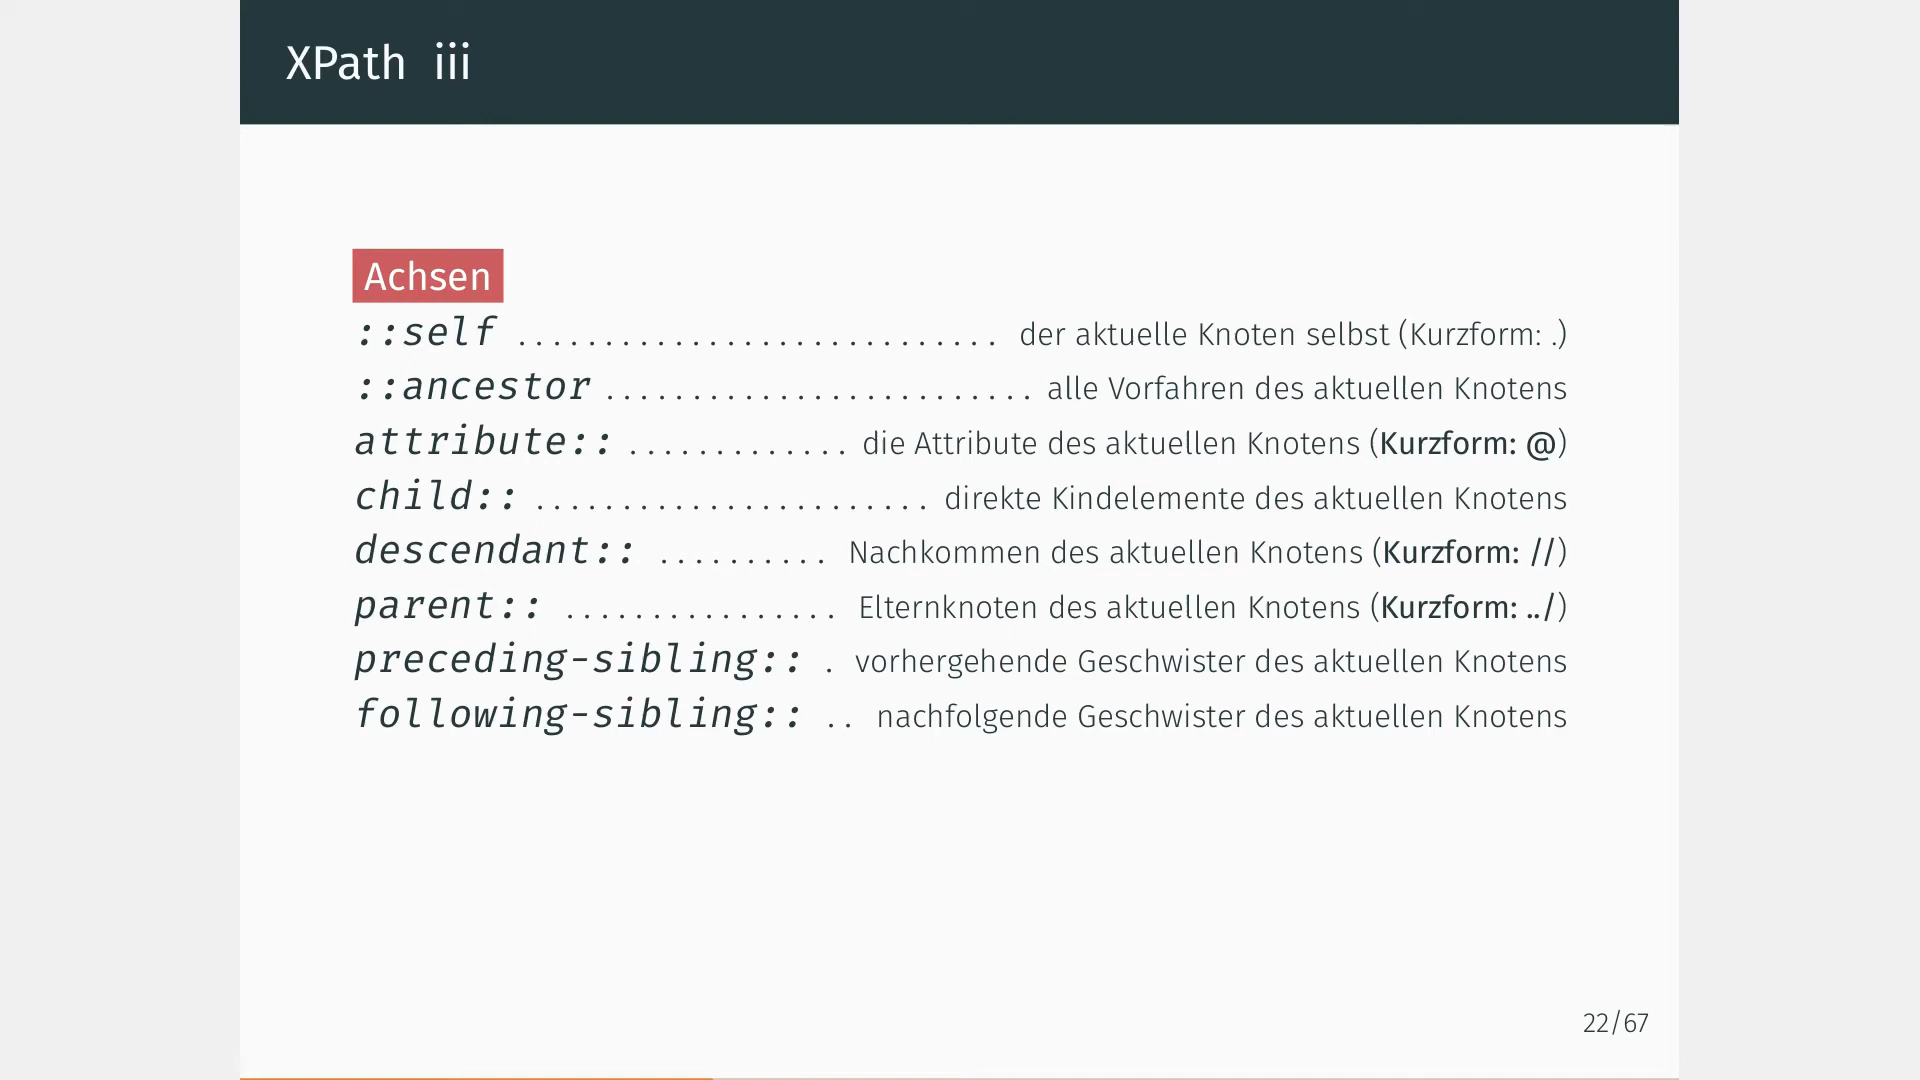 XPath iii
Achsen
::self ............................ der aktuelle Knoten selbst (Kurzform: .)
::ancestor ......................... alle Vorfahren des aktuellen Knotens
attribute:: ............. die Attribute des aktuellen Knotens (Kurzform: @)
child:: ....................... direkte Kindelemente des aktuellen Knotens
descendant:: .......... Nachkommen des aktuellen Knotens (Kurzform: //)
parent:: ................ Elternknoten des aktuellen Knotens (Kurzform: ../)
preceding-sibling:: . vorhergehende Geschwister des aktuellen Knotens
following-sibling:: .. nachfolgende Geschwister des aktuellen Knotens
22/67